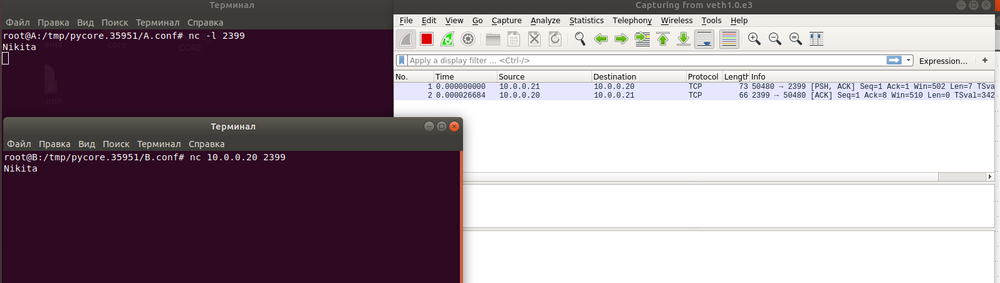 Терминал
Файл Правка Вид Поиск Терминал Справка
root@A:/tmp/pycore.35951/A.conf# nc -l 2399
Nikita
core
CORE
.imn
Терминал
Файл Правка Вид Поиск Терминал Справка
root@B:/tmp/pycore.35951/B.conf# nc 10.0.0.20 2399
Nikita
Capturing from veth1.0.e3
File Edit View Go Capture Analyze Statistics Telephony Wireless Tools Help
Apply a display filter ... <Ctrl-/>
Expression...
+
No. Time Source Destination Protocol Length Info
1 0.000000000 10.0.0.21 10.0.0.20 TCP 73 50480 → 2399 [PSH, ACK] Seq=1 Ack=1 Win=502 Len=7 TSva
2 0.000026684 10.0.0.20 10.0.0.21 TCP 66 2399 → 50480 [ACK] Seq=1 Ack=8 Win=510 Len=0 TSval=342